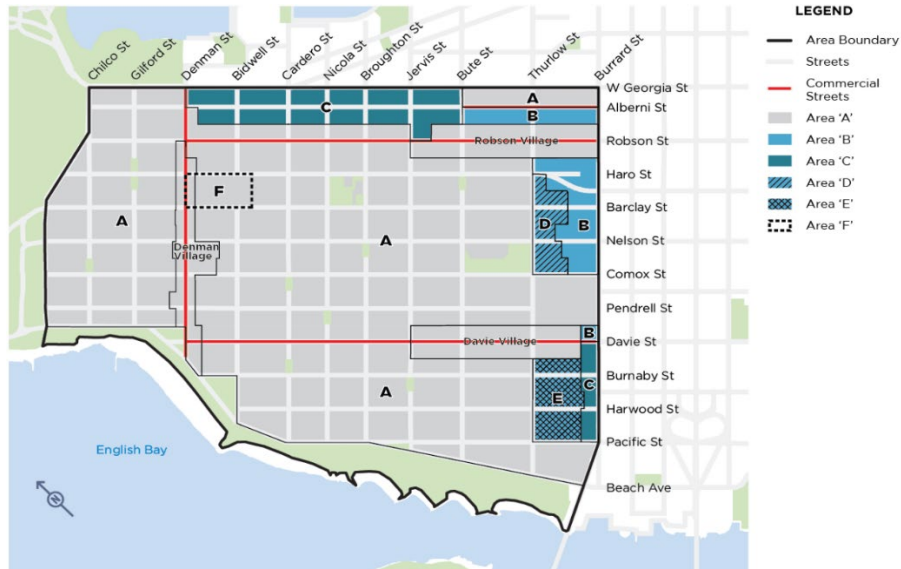 LEGEND
Area Boundary
Streets
Commercial
Streets
Area 'A'
Area 'B'
Area 'C'
Area 'D'
Area 'E'
Area 'F'
Chilco St
Gilford St
Denman St
Bidwell St
Cardero St
Nicola St
Broughton St
Jervis St
Bute St
Thurlow St
Burrard St
W Georgia St
Alberni St
Robson St
Haro St
Barclay St
Nelson St
Comox St
Pendrell St
Davie St
Burnaby St
Harwood St
Pacific St
Beach Ave
C
A
B
Robson Village
F
A
Denman
Village
A
D
B
B
Davie Village
A
E
C
English Bay
N